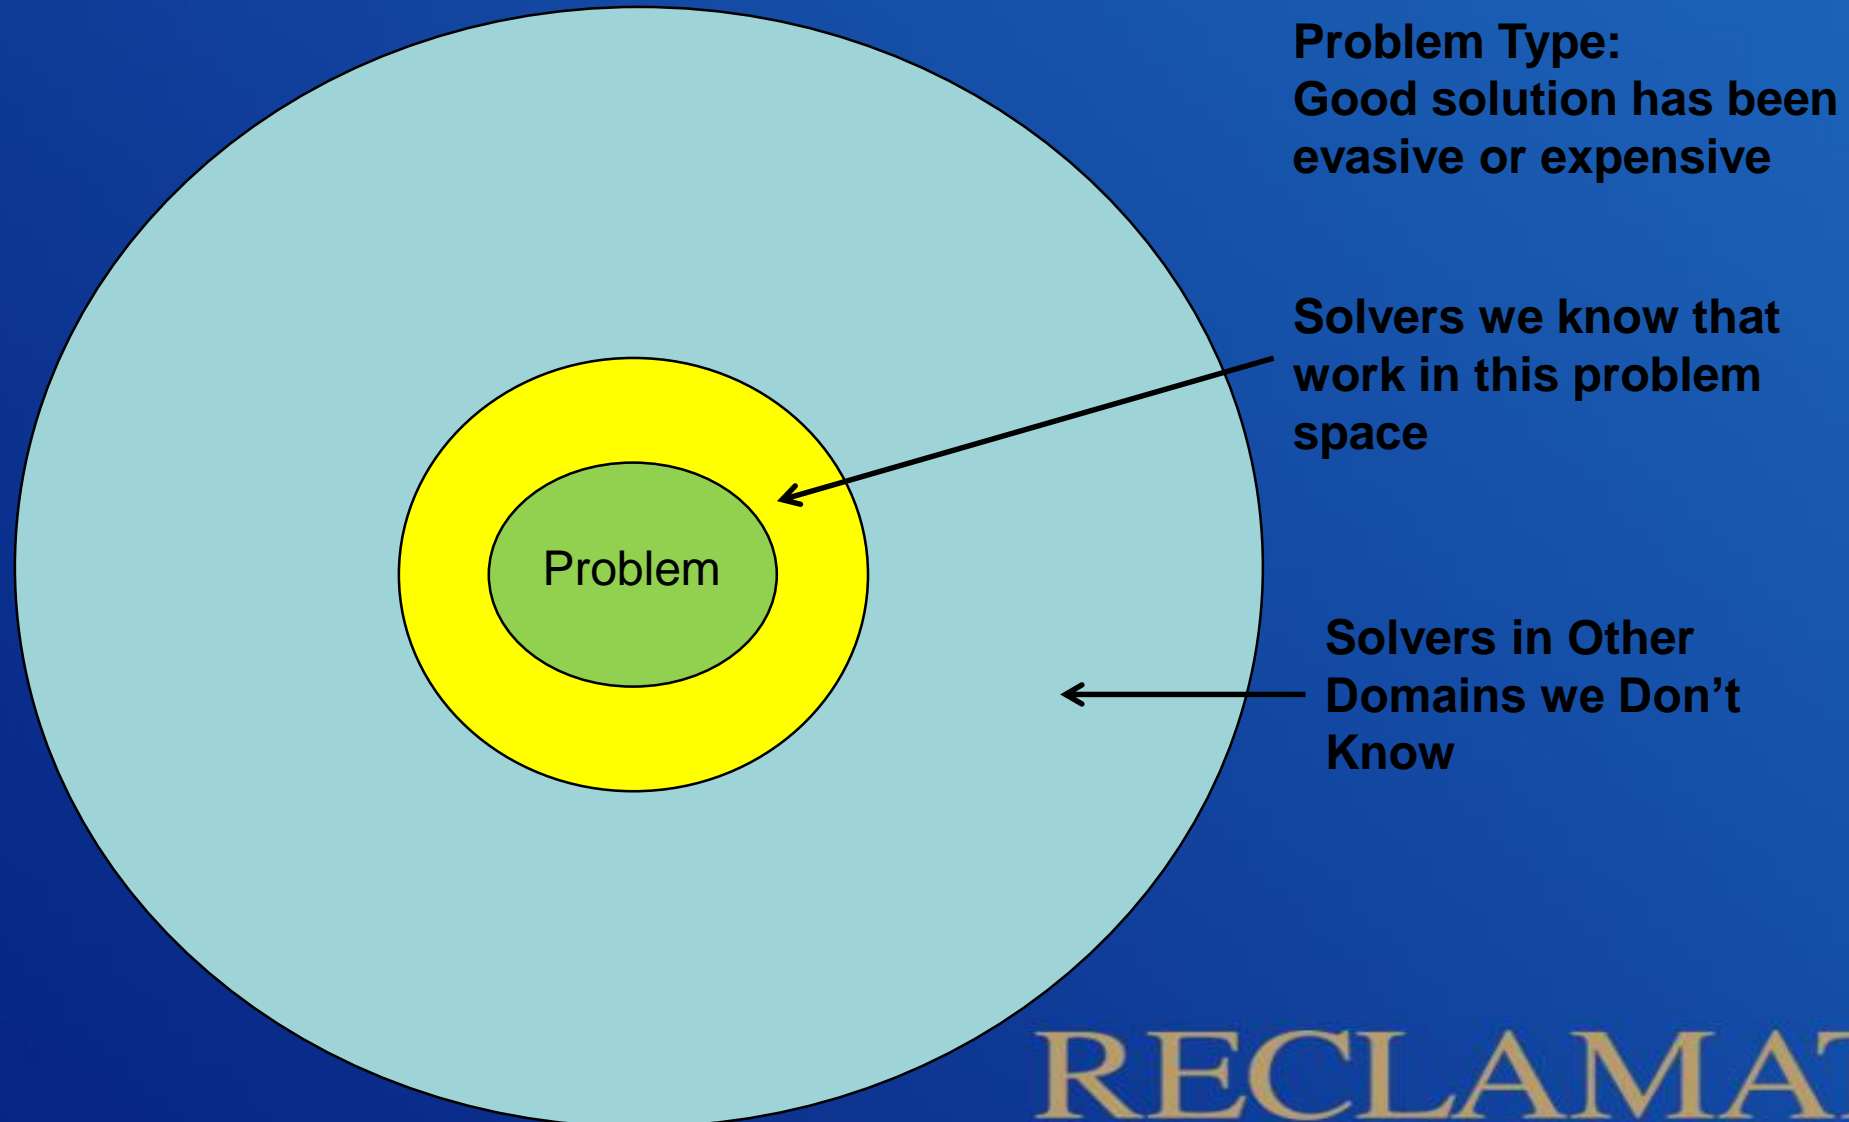 Problem Type:
Good solution has been
evasive or expensive
Solvers we know that
work in this problem
space
Problem
Solvers in Other
Domains we Don’t
Know
RECLAMAT